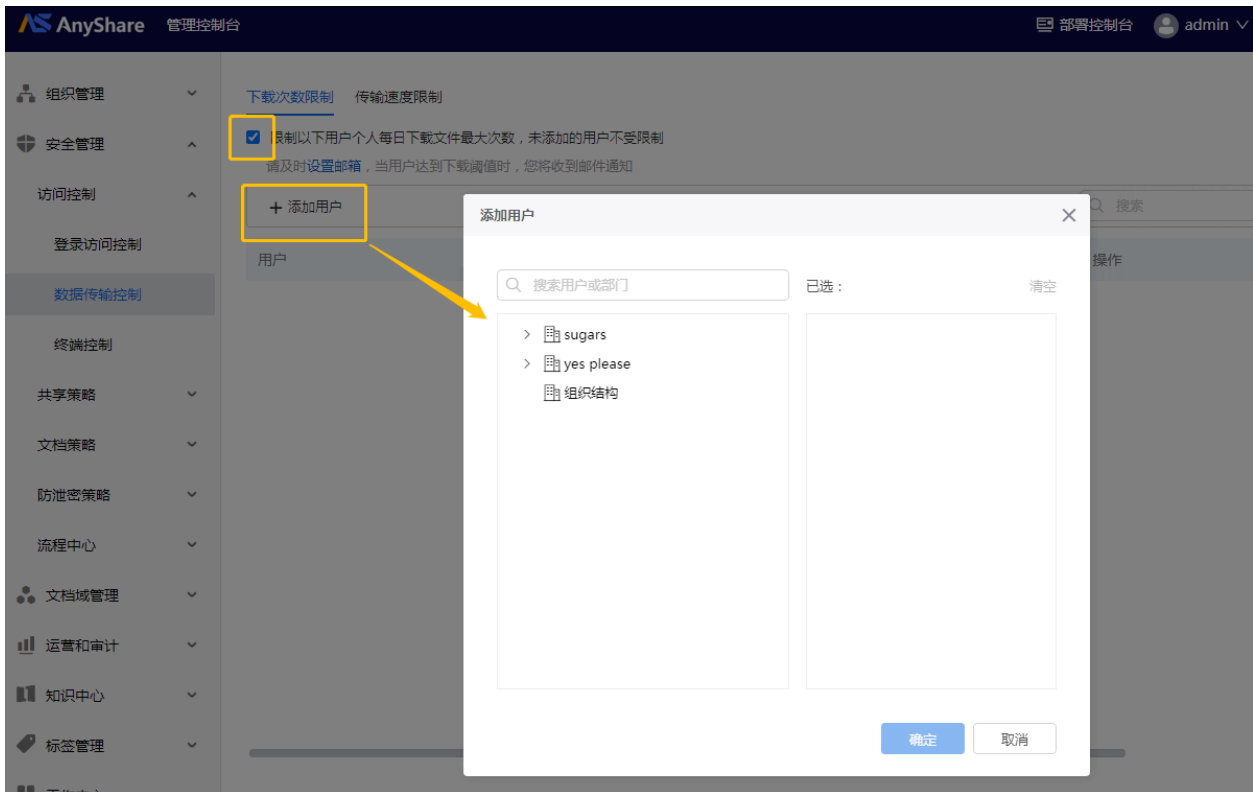 AnyShare 管理控制台 部署控制台 admin
组织管理
安全管理
访问控制
登录访问控制
数据传输控制
终端控制
共享策略
文档策略
防泄密策略
流程中心
文档域管理
运营和审计
知识中心
标签管理
下载次数限制 传输速度限制
限制以下用户个人每日下载文件最大次数，未添加的用户不受限制
请及时设置邮箱，当用户达到下载阈值时，您将收到邮件通知
+ 添加用户
搜索
用户 操作
添加用户
搜索用户或部门
已选： 清空
sugars
yes please
组织结构
确定 取消